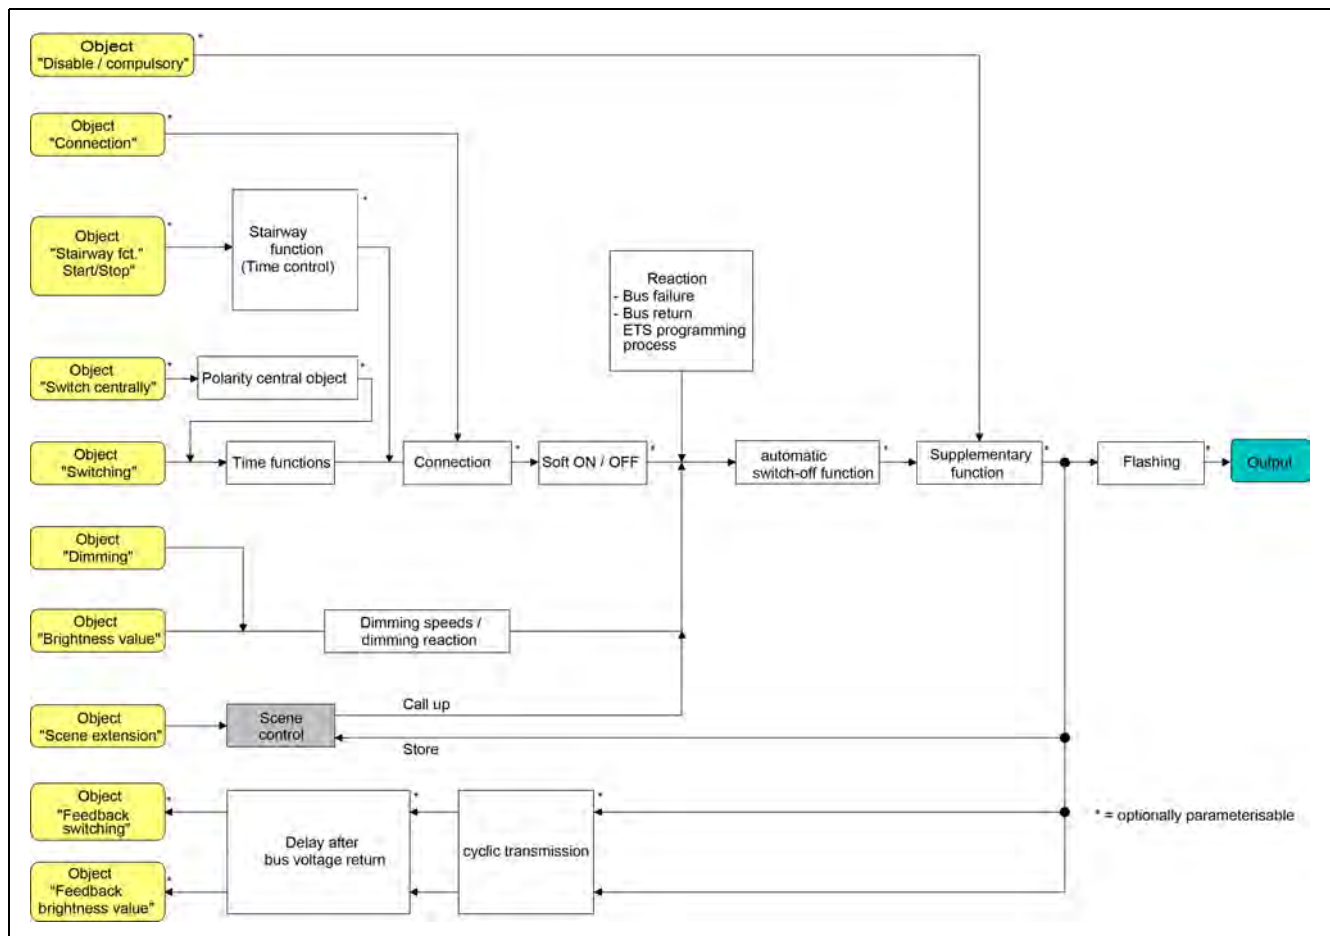 Object
"Disable / compulsory"
*
Object
"Connection"
*
Object
"Stairway fct."
Start/Stop"
*
Stairway
function
(Time control)
*
Reaction
- Bus failure
- Bus return
ETS programming
process
Object
"Switch centrally"
*
Polarity central object
*
Object
"Switching"
Time functions
Connection
*
Soft ON / OFF
*
automatic
switch-off function
*
Supplementary
function
*
Flashing
*
Output
Object
"Dimming"
Object
"Brightness value"
Dimming speeds /
dimming reaction
Object
"Scene extension"
Scene
control
Call up
Store
Object
"Feedback
switching"
*
Delay after
bus voltage return
*
cyclic transmission
*
* = optionally parameterisable
Object
"Feedback
brightness value"
*